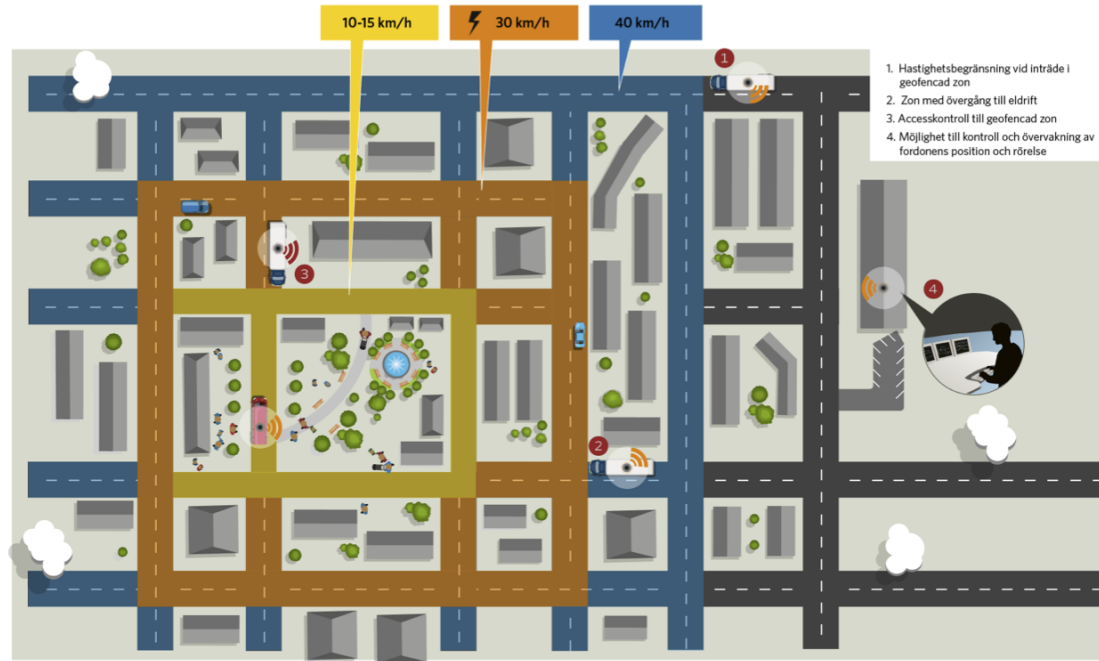 10-15 km/h
30 km/h
40 km/h
1. Hastighetsbegränsning vid inträde i
geofencad zon
2. Zon med övergång till eldrift
3. Accesskontroll till geofencad zon
4. Möjlighet till kontroll och övervakning av
fordonens position och rörelse
1
3
4
2